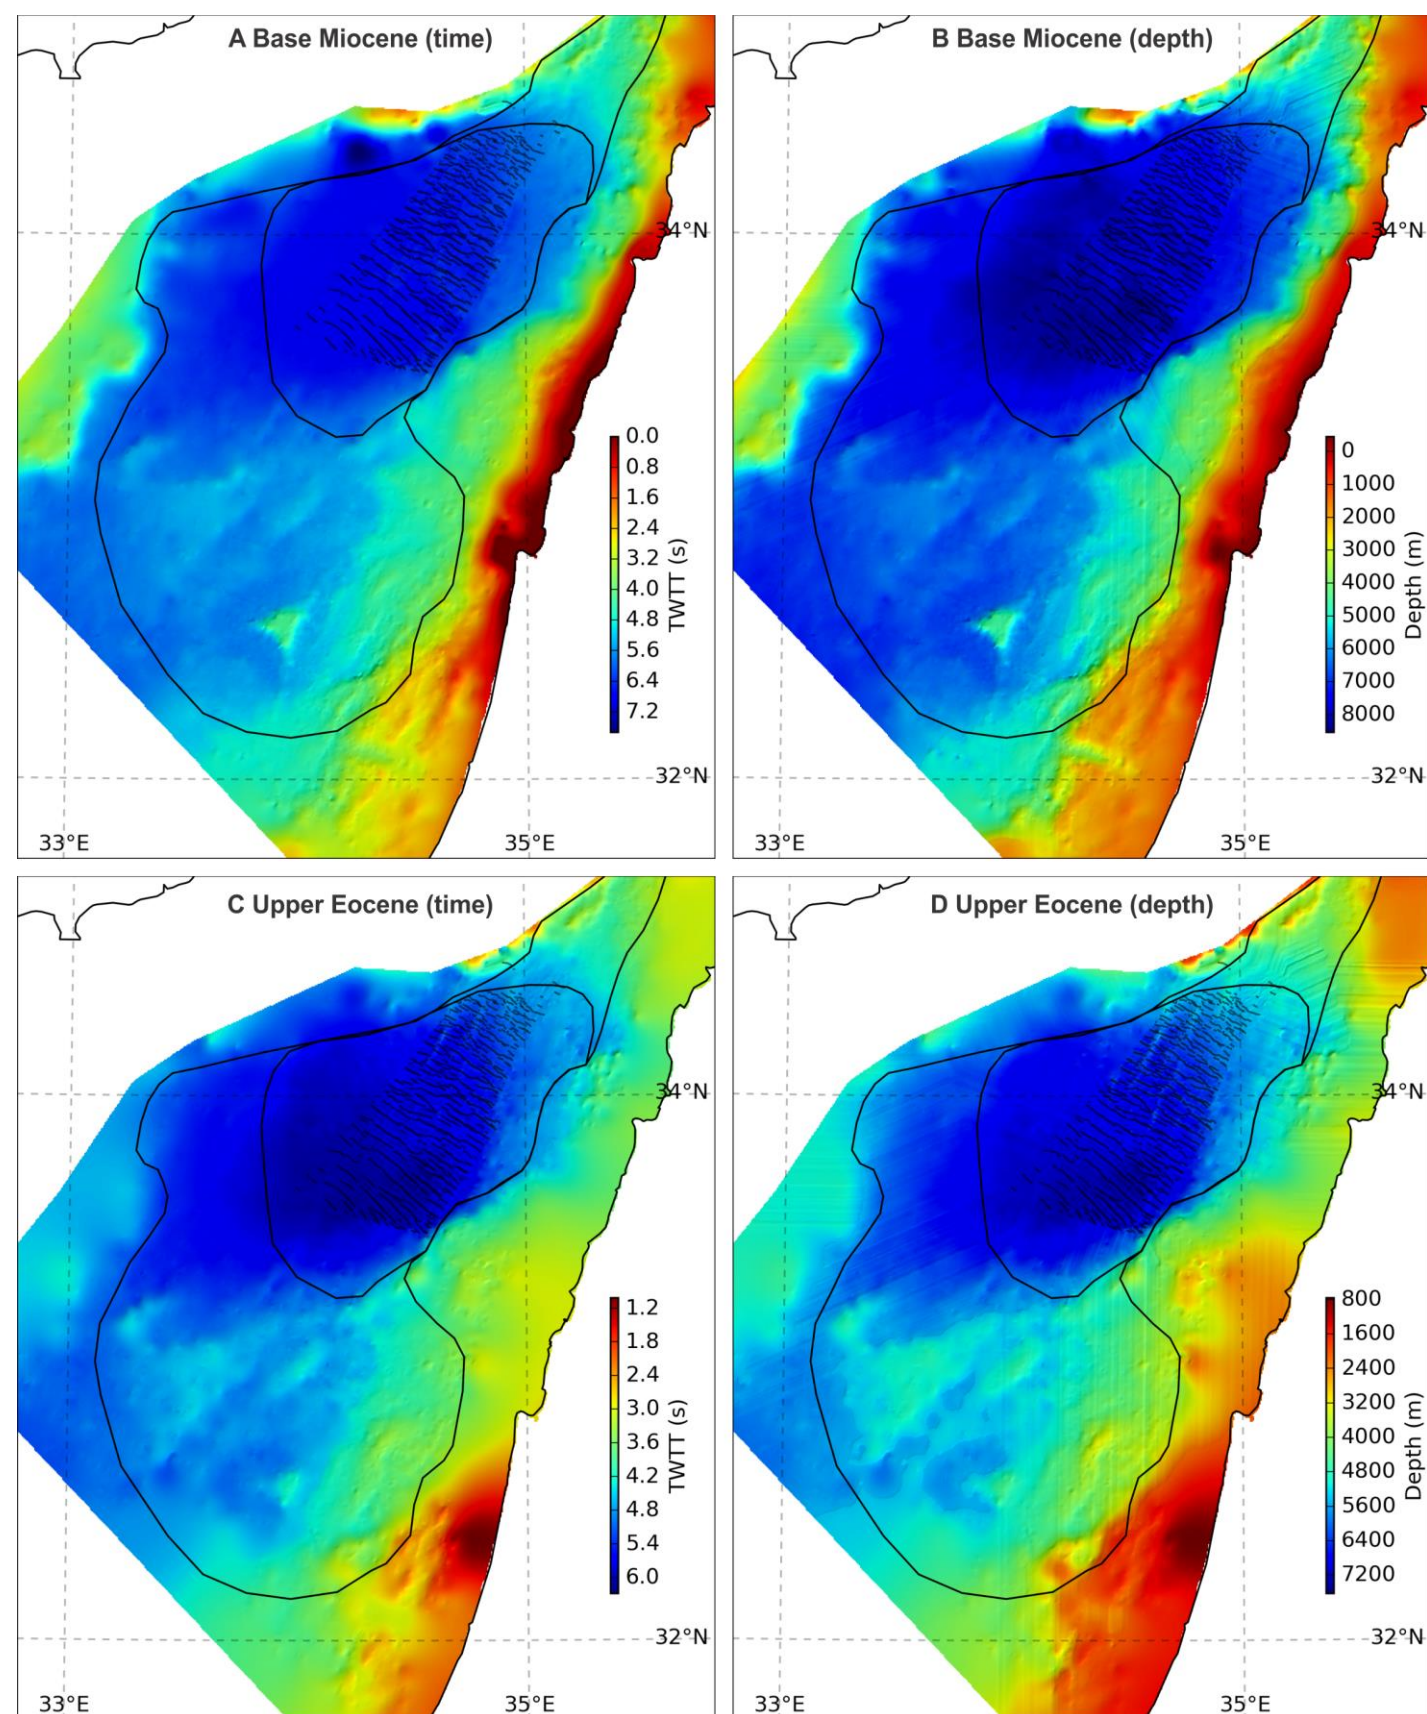 A Base Miocene (time)
34°N
0.0
0.8
1.6
2.4
3.2
4.0
4.8
5.6
6.4
7.2
TWTT (s)
32°N
33°E
35°E
B Base Miocene (depth)
34°N
0
1000
2000
3000
4000
5000
6000
7000
8000
Depth (m)
32°N
33°E
35°E
C Upper Eocene (time)
34°N
1.2
1.8
2.4
3.0
3.6
4.2
4.8
5.4
6.0
TWTT (s)
32°N
33°E
35°E
D Upper Eocene (depth)
34°N
800
1600
2400
3200
4000
4800
5600
6400
7200
Depth (m)
32°N
33°E
35°E